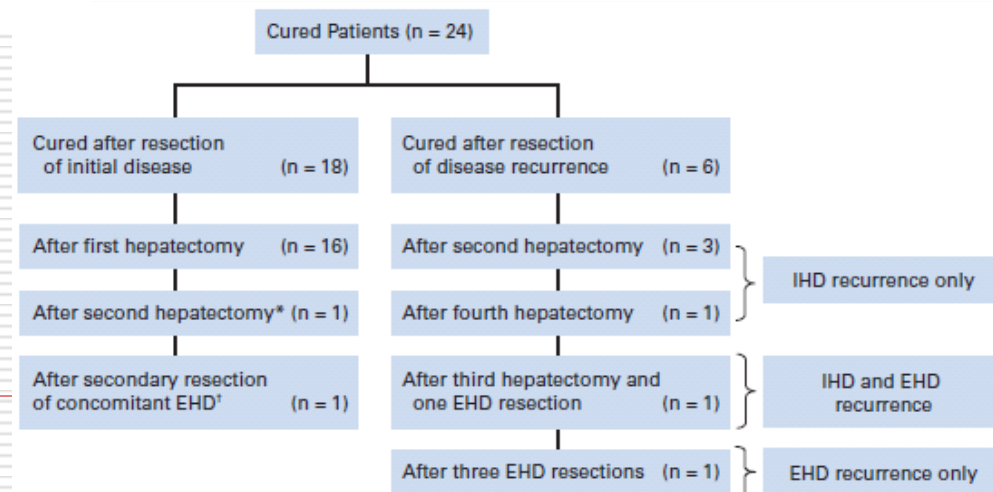 Cured Patients (n = 24)
Cured after resection
of initial disease (n = 18)
Cured after resection
of disease recurrence (n = 6)
After first hepatectomy (n = 16)
After second hepatectomy (n = 3)
IHD recurrence only
After second hepatectomy* (n = 1)
After fourth hepatectomy (n = 1)
After secondary resection
of concomitant EHD† (n = 1)
After third hepatectomy and
one EHD resection (n = 1)
IHD and EHD
recurrence
After three EHD resections (n = 1)
EHD recurrence only